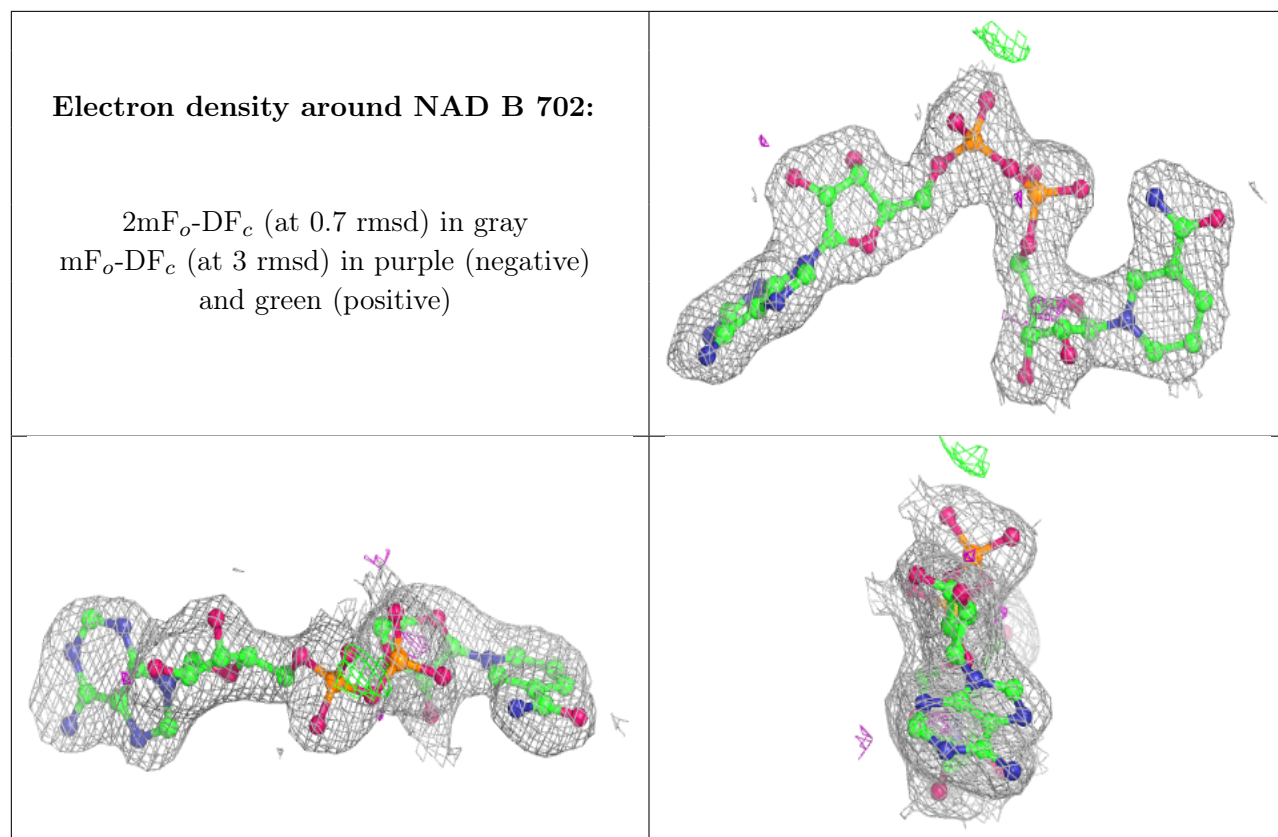 Electron density around NAD B 702:
2mFo-DFc (at 0.7 rmsd) in gray
mFo-DFc (at 3 rmsd) in purple (negative)
and green (positive)